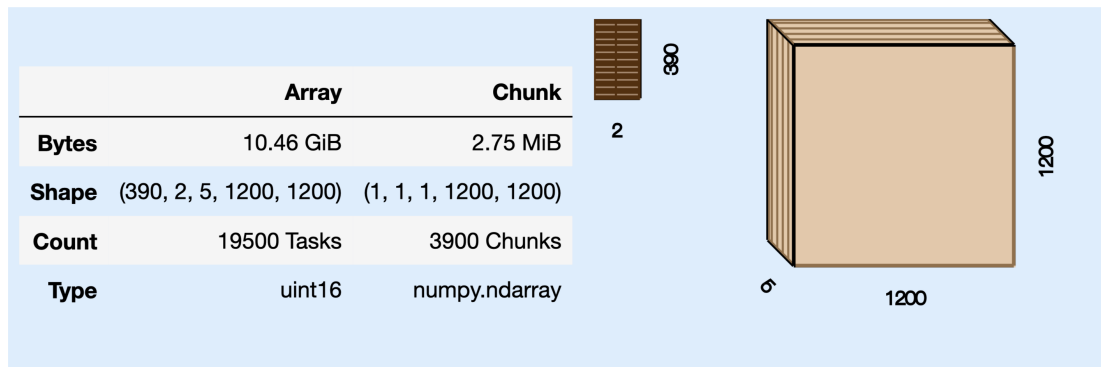 Array Chunk
Bytes 10.46 GiB 2.75 MiB
Shape (390, 2, 5, 1200, 1200) (1, 1, 1, 1200, 1200)
Count 19500 Tasks 3900 Chunks
Type uint16 numpy.ndarray
390
2
1200
5
1200